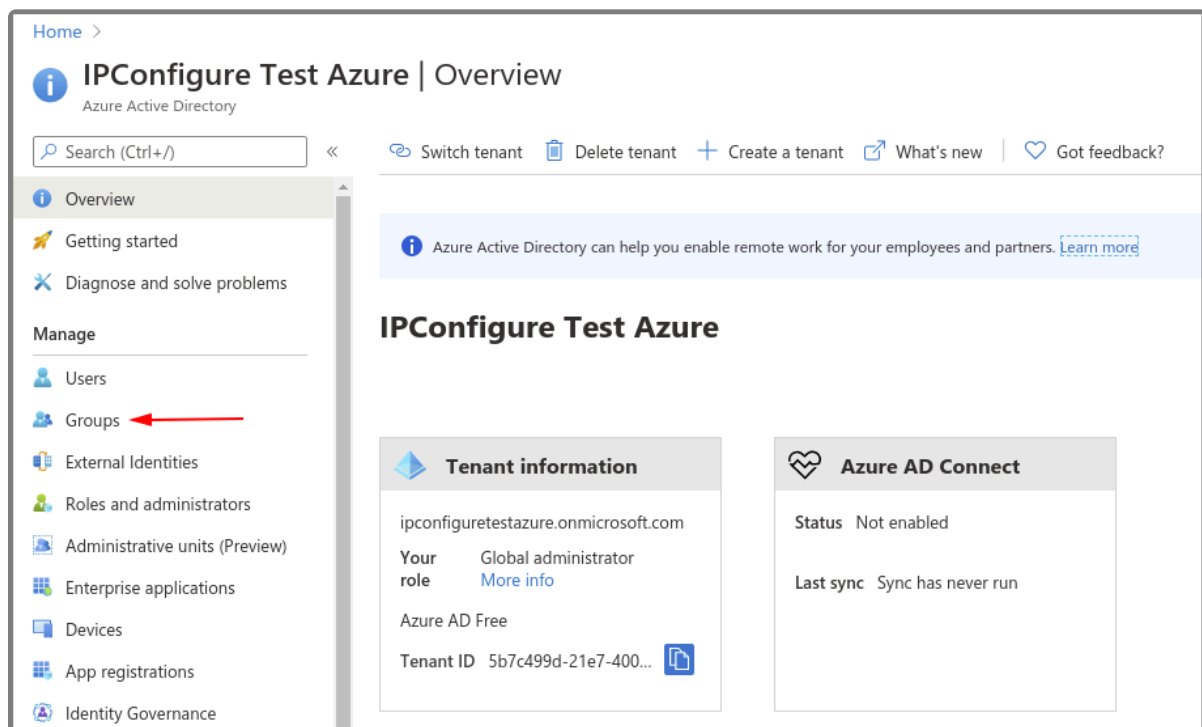 Home >
IPConfigure Test Azure | Overview
Azure Active Directory
Search (Ctrl+/)
«
Switch tenant
Delete tenant
Create a tenant
What's new
Got feedback?
Overview
Getting started
Diagnose and solve problems
Manage
Users
Groups
External Identities
Roles and administrators
Administrative units (Preview)
Enterprise applications
Devices
App registrations
Identity Governance
Azure Active Directory can help you enable remote work for your employees and partners. Learn more
IPConfigure Test Azure
Tenant information
ipconfiguretestazure.onmicrosoft.com
Your role Global administrator
More info
Azure AD Free
Tenant ID 5b7c499d-21e7-400...
Azure AD Connect
Status Not enabled
Last sync Sync has never run